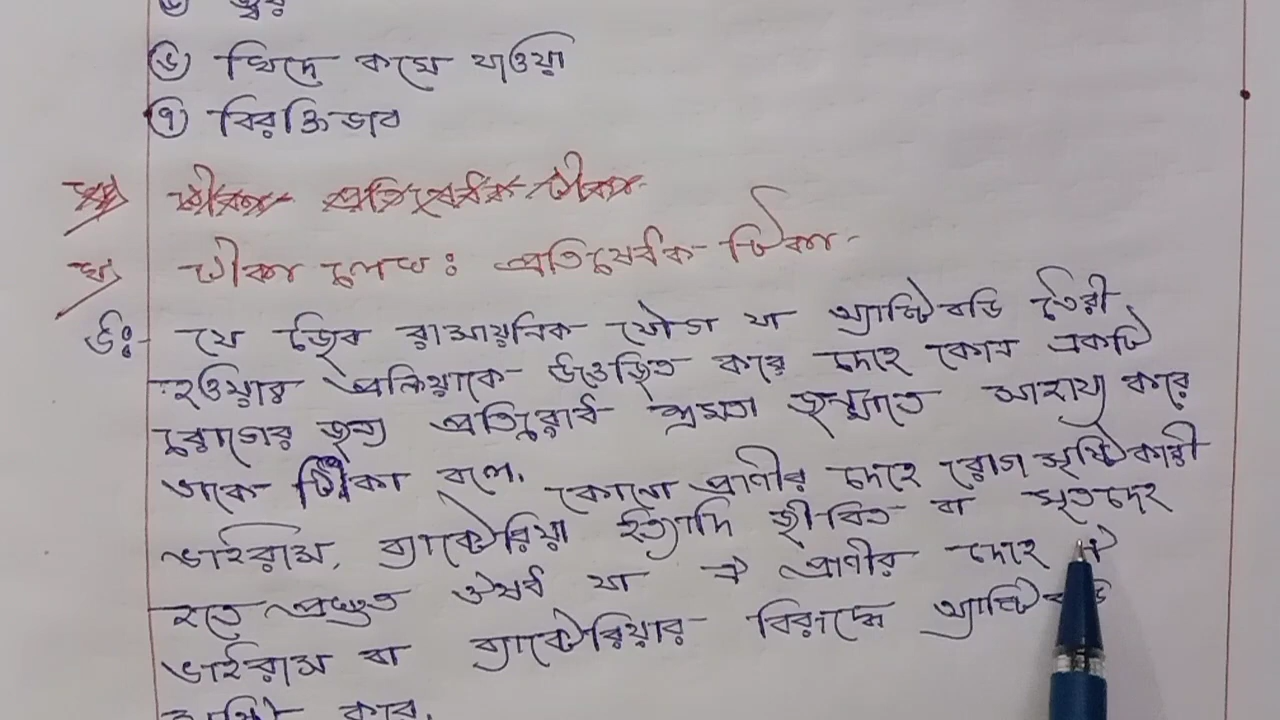 ৬) খিদে কমে যাওয়া
৭) বিরক্তিভাব
টীকা লেখো : প্রতিষেধক টিকা
উঃ- যে জৈব রাসায়নিক যৌগ যা অ্যান্টিবডি তৈরী
হওয়ার প্রক্রিয়াকে উত্তেজিত করে দেহে কোন একটি
রোগের জন্য প্রতিরোধ ক্ষমতা জন্মাতে সাহায্য করে
তাকে টিকা বলে. কোনো প্রাণীর দেহে রোগ সৃষ্টিকারী
ভাইরাস, ব্যাকটেরিয়া ইত্যাদি জীবিত বা মৃতদেহ
হতে প্রস্তুত ঔষধ যা ঐ প্রাণীর দেহে ঐ
ভাইরাস বা ব্যাকটেরিয়ার বিরুদ্ধে অ্যান্টিবডি
করে.